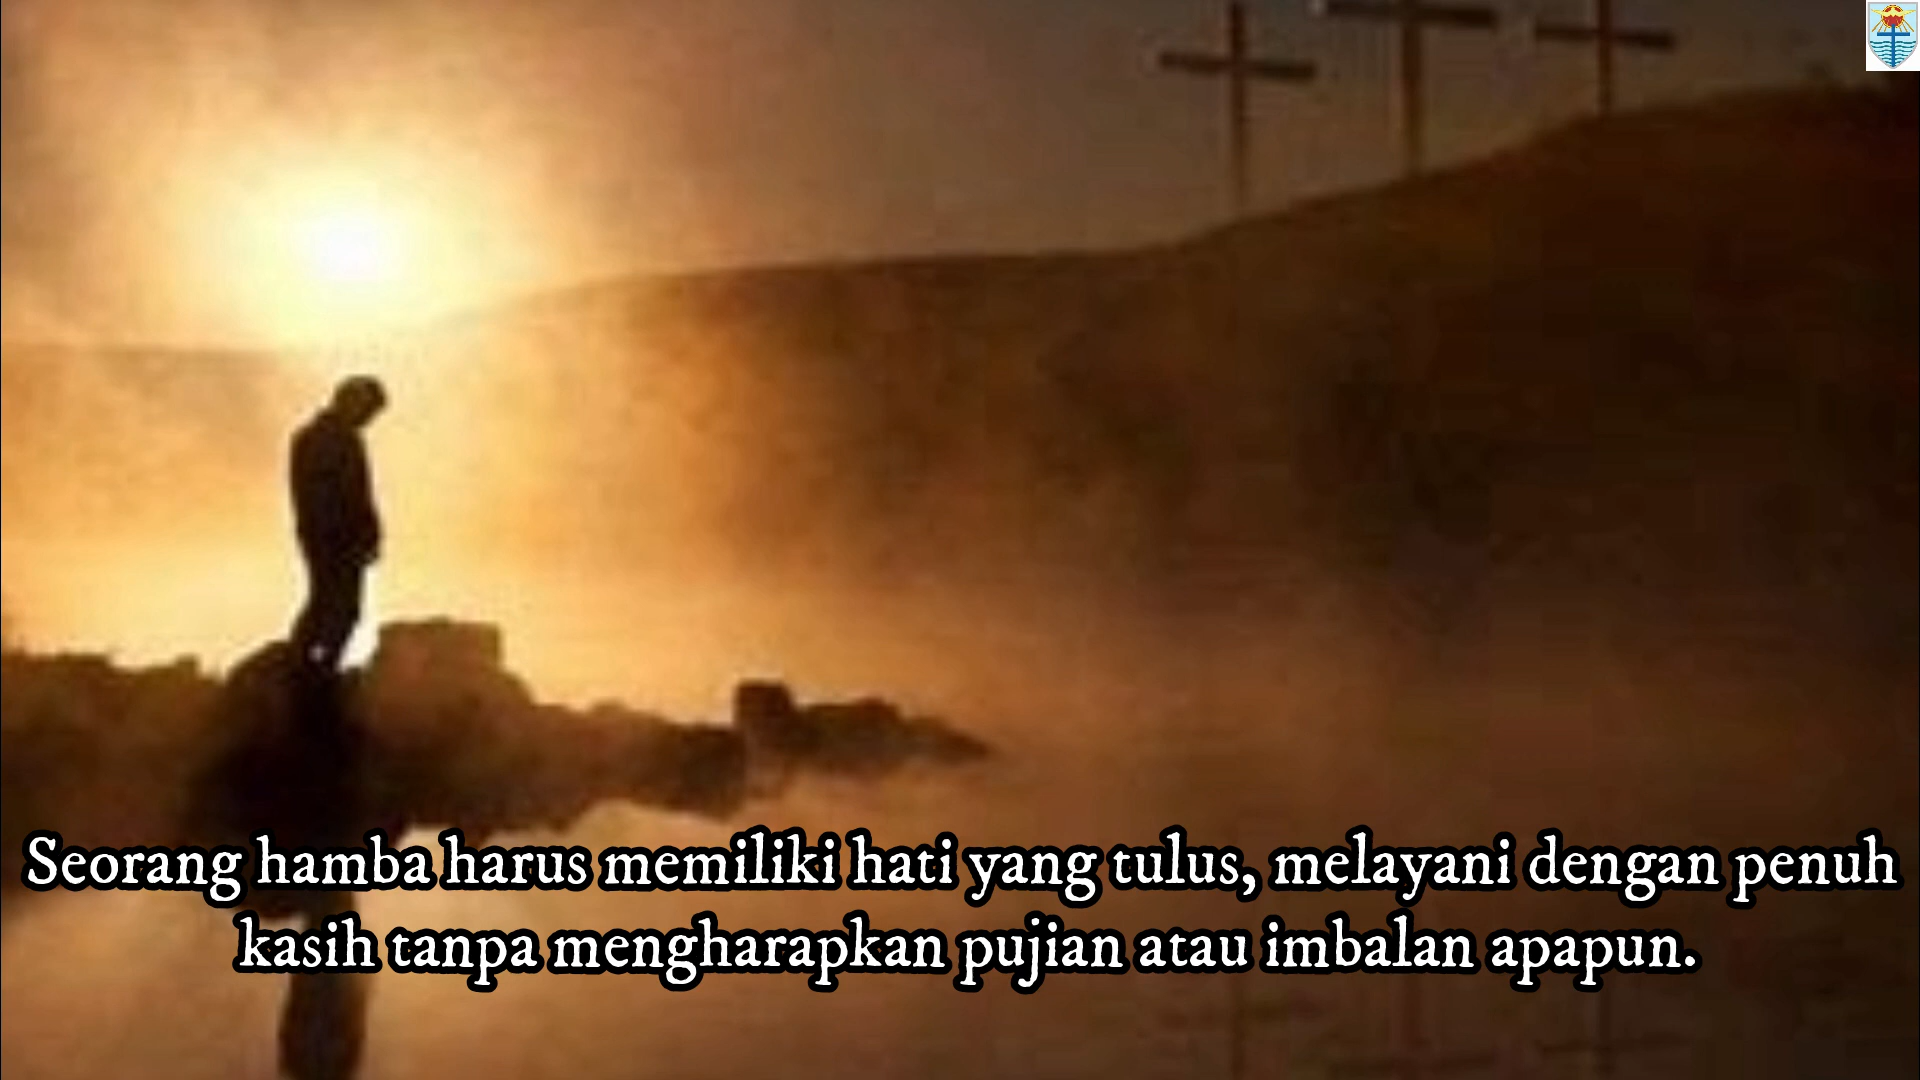 Seorang hamba harus memiliki hati yang tulus, melayani dengan penuh
kasih tanpa mengharapkan pujian atau imbalan apapun.